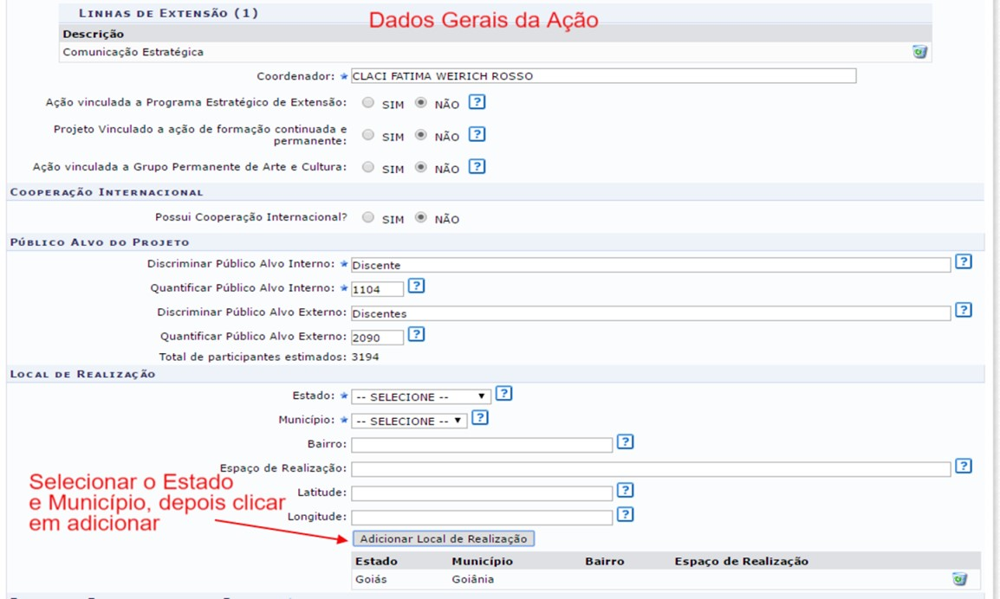 LINHAS DE EXTENSÃO (1)
Dados Gerais da Ação
Descrição
Comunicação Estratégica
Coordenador: ★ CLACI FATIMA WEIRICH ROSSO
Ação vinculada a Programa Estratégico de Extensão: SIM NÃO ?
Projeto Vinculado a ação de formação continuada e
permanente: SIM NÃO ?
Ação vinculada a Grupo Permanente de Arte e Cultura: SIM NÃO ?
COOPERAÇÃO INTERNACIONAL
Possui Cooperação Internacional? SIM NÃO
PÚBLICO ALVO DO PROJETO
Discriminar Público Alvo Interno: ★ Discente ?
Quantificar Público Alvo Interno: ★ 1104 ?
Discriminar Público Alvo Externo: Discentes ?
Quantificar Público Alvo Externo: 2090 ?
Total de participantes estimados: 3194
LOCAL DE REALIZAÇÃO
Estado: ★ -- SELECIONE -- ▼ ?
Município: ★ -- SELECIONE -- ▼ ?
Bairro: ?
Espaço de Realização: ?
Latitude: ?
Longitude: ?
Selecionar o Estado
e Município, depois clicar
em adicionar
Adicionar Local de Realização
Estado Município Bairro Espaço de Realização
Goiás Goiânia